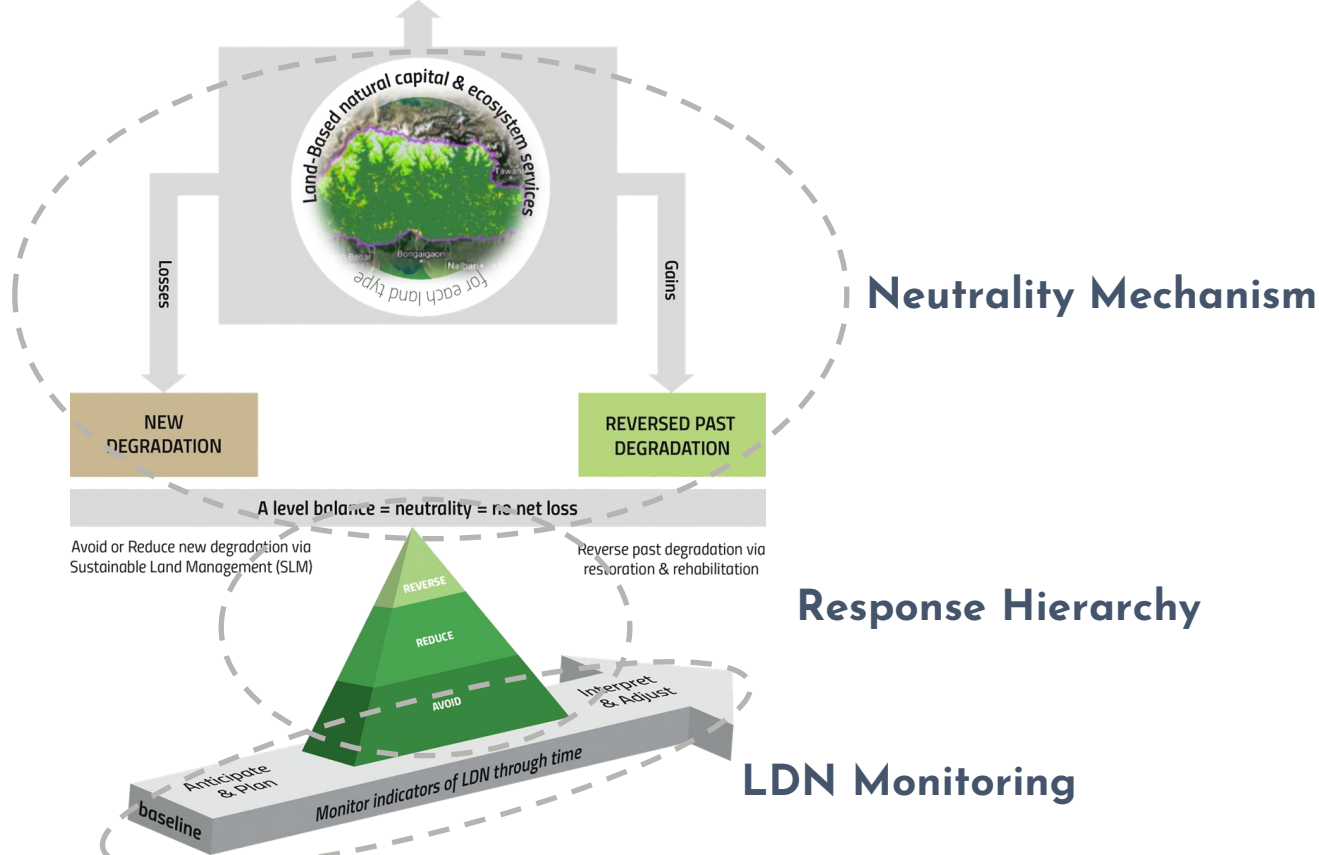 Land-Based natural capital & ecosystem services
Tawang
Bongaigaon
Nalbari
for each land type
Losses
Gains
Neutrality Mechanism
NEW
DEGRADATION
REVERSED PAST
DEGRADATION
A level balance = neutrality = no net loss
Avoid or Reduce new degradation via
Sustainable Land Management (SLM)
Reverse past degradation via
restoration & rehabilitation
REVERSE
REDUCE
AVOID
Response Hierarchy
Interpret
& Adjust
Anticipate
& Plan
Monitor indicators of LDN through time
baseline
LDN Monitoring